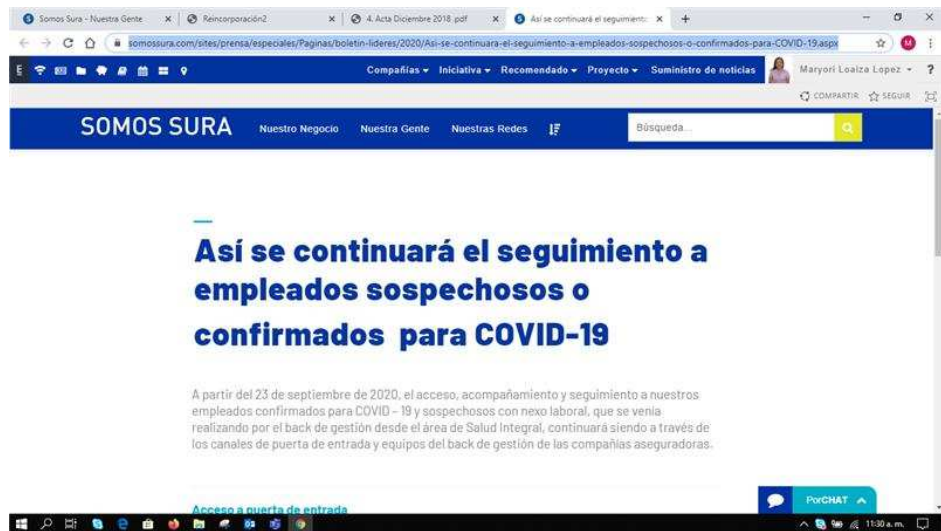 Somos Sura - Nuestra Gente
Reincorporación2
4. Acta Diciembre 2018 .pdf
Así se continuará el seguimient
somossura.com/sites/prensa/especiales/Paginas/boletin-lideres/2020/Asi-se-continuara-el-seguimiento-a-empleados-sospechosos-o-confirmados-para-COVID-19.aspx
M
Compañías Iniciativa Recomendado Proyecto Suministro de noticias Maryori Loaiza Lopez ?
COMPARTIR SEGUIR
SOMOS SURA Nuestro Negocio Nuestra Gente Nuestras Redes Búsqueda...
Así se continuará el seguimiento a
empleados sospechosos o
confirmados para COVID-19
A partir del 23 de septiembre de 2020, el acceso, acompañamiento y seguimiento a nuestros
empleados confirmados para COVID – 19 y sospechosos con nexo laboral, que se venía
realizando por el back de gestión desde el área de Salud Integral, continuará siendo a través de
los canales de puerta de entrada y equipos del back de gestión de las compañías aseguradoras.
Acceso a puerta de entrada
PorCHAT
11:30 a. m.